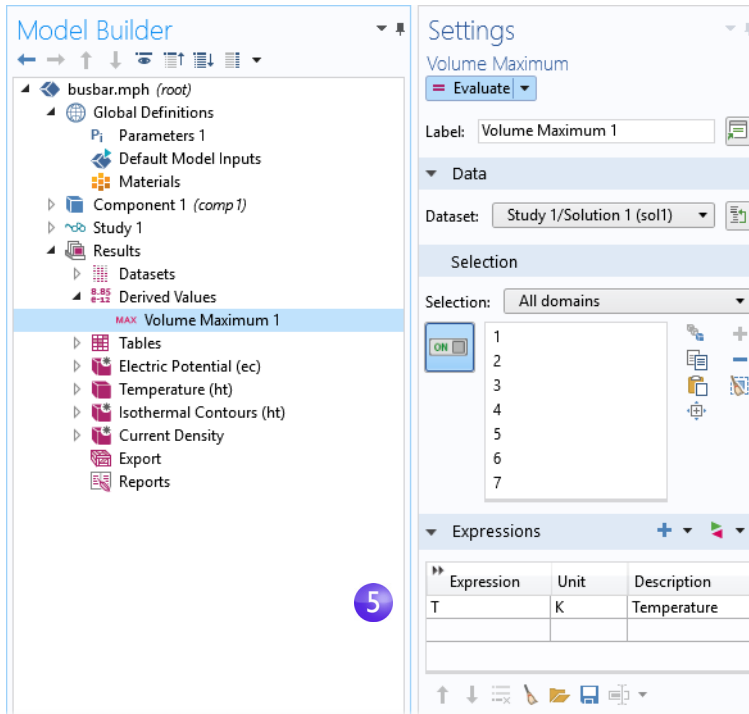 Model Builder
busbar.mph (root)
Global Definitions
Pi Parameters 1
Default Model Inputs
Materials
Component 1 (comp1)
Study 1
Results
Datasets
8.85
e-12 Derived Values
MAX Volume Maximum 1
Tables
Electric Potential (ec)
Temperature (ht)
Isothermal Contours (ht)
Current Density
Export
Reports
5
Settings
Volume Maximum
= Evaluate
Label: Volume Maximum 1
Data
Dataset: Study 1/Solution 1 (sol1)
Selection
Selection: All domains
ON
1
2
3
4
5
6
7
Expressions
Expression Unit Description
T K Temperature